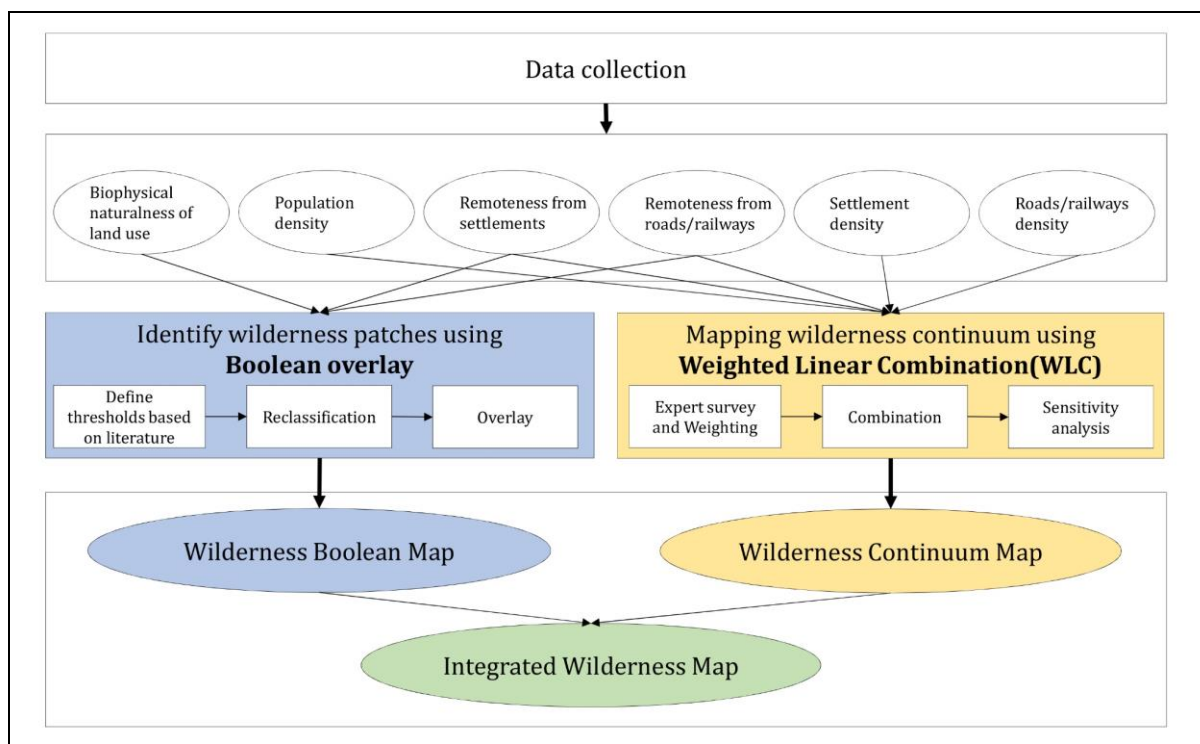 Data collection
Biophysical
naturalness of
land use
Population
density
Remoteness from
settlements
Remoteness from
roads/railways
Settlement
density
Roads/railways
density
Identify wilderness patches using
Boolean overlay
Define
thresholds based
on literature
Reclassification
Overlay
Mapping wilderness continuum using
Weighted Linear Combination(WLC)
Expert survey
and Weighting
Combination
Sensitivity
analysis
Wilderness Boolean Map
Wilderness Continuum Map
Integrated Wilderness Map